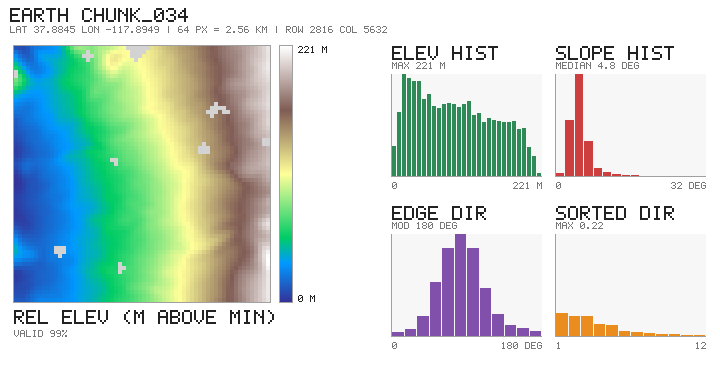 EARTH CHUNK_034
LAT 37.8845 LON -117.8949 | 64 PX = 2.56 KM | ROW 2816 COL 5632
221 M
0 M
REL ELEV (M ABOVE MIN)
VALID 99%
ELEV HIST
MAX 221 M
0 221 M
SLOPE HIST
MEDIAN 4.8 DEG
0 32 DEG
EDGE DIR
MOD 180 DEG
0 180 DEG
SORTED DIR
MAX 0.22
1 12